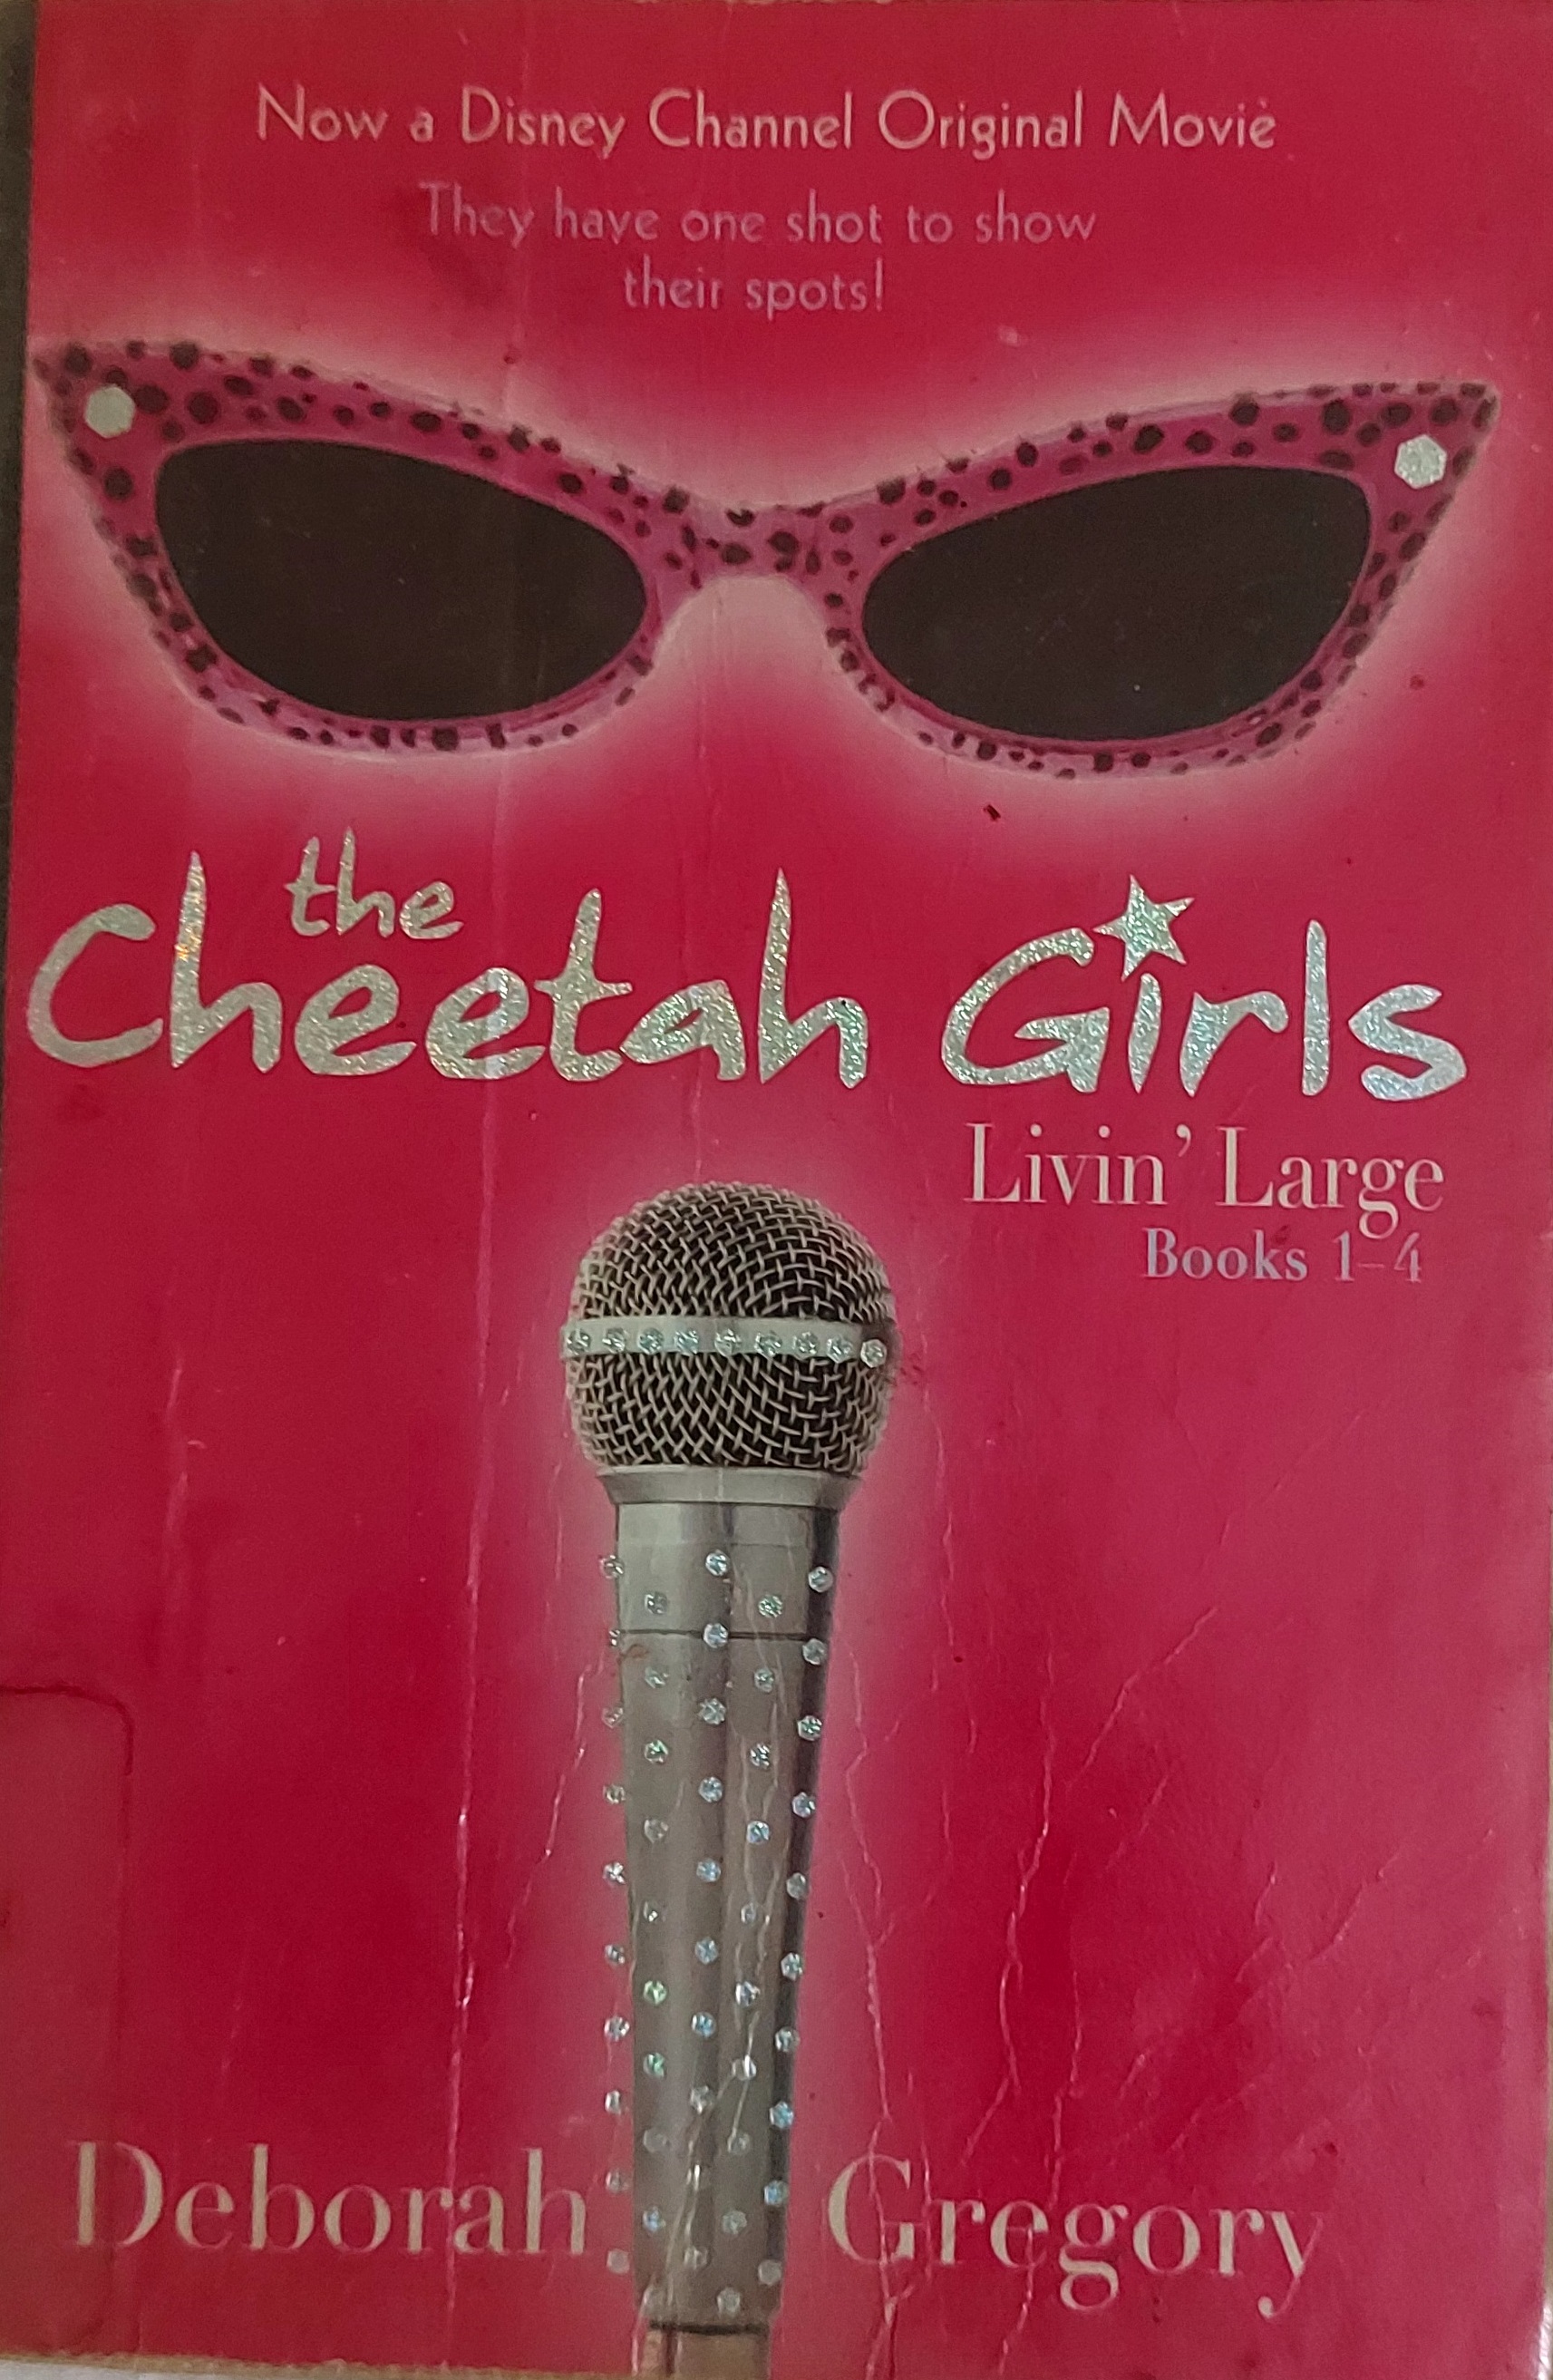 Now a Disney Channel Original Movie
They have one shot to show
their spots!
the
Cheetah Girls
Livin' Large
Books 1-4
Deborah Gregory